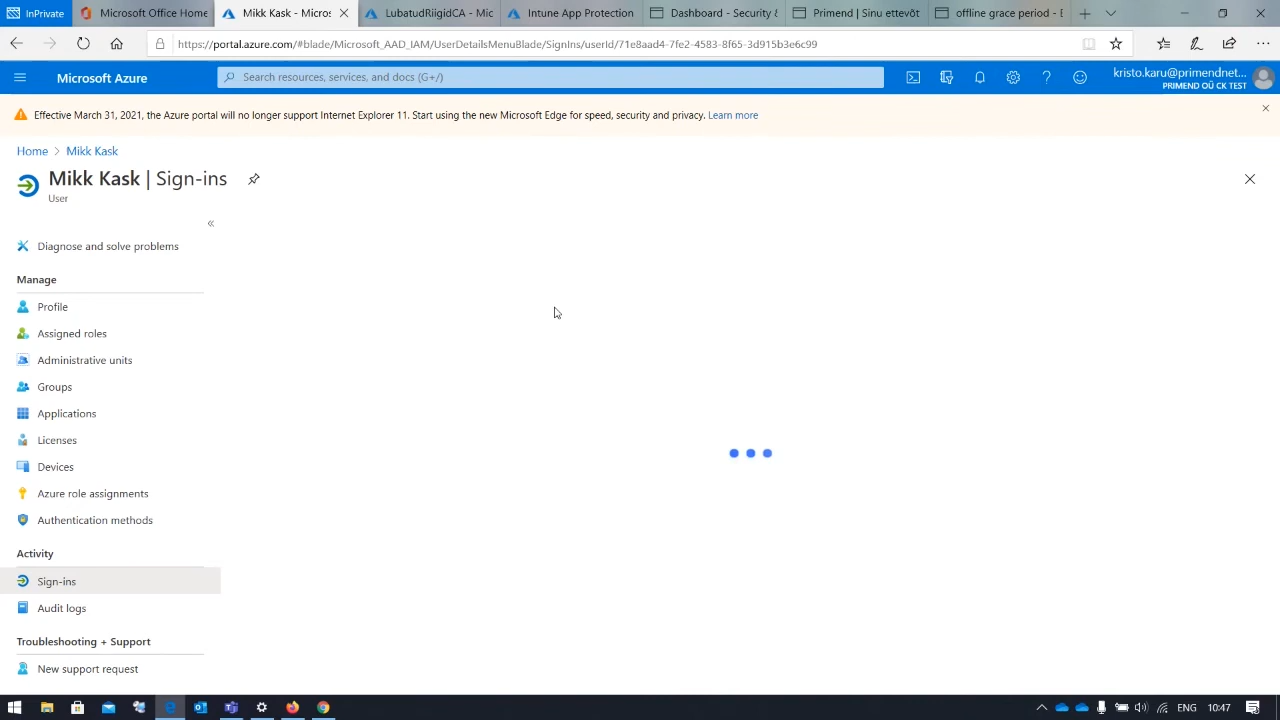 InPrivate
Microsoft Office Home
Mikk Kask - Micros
LubatudRiigidCA - Mic
Intune App Protection
Dashboard - Security &
Primend | Sinu ettevõt
offline grace period - E
https://portal.azure.com/#blade/Microsoft_AAD_IAM/UserDetailsMenuBlade/SignIns/userId/71e8aad4-7fe2-4583-8f65-3d915b3e6c99
Microsoft Azure
Search resources, services, and docs (G+/)
kristo.karu@primendnet...
PRIMEND OÜ CK TEST
Effective March 31, 2021, the Azure portal will no longer support Internet Explorer 11. Start using the new Microsoft Edge for speed, security and privacy. Learn more
Home > Mikk Kask
Mikk Kask | Sign-ins
User
«
Diagnose and solve problems
Manage
Profile
Assigned roles
Administrative units
Groups
Applications
Licenses
Devices
Azure role assignments
Authentication methods
Activity
Sign-ins
Audit logs
Troubleshooting + Support
New support request
ENG
10:47